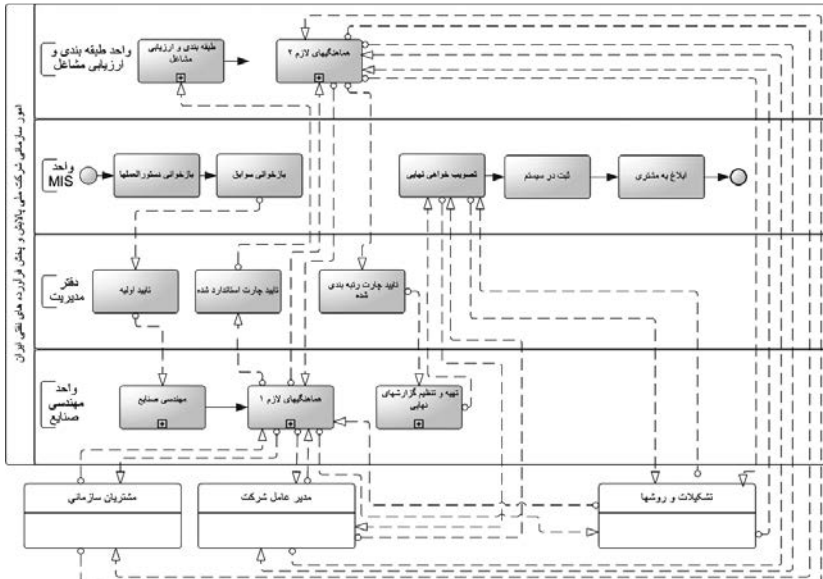 امور سازمانی شرکت ملی پالایش و پخش فرآورده های نفتی ایران
واحد طبقه بندی و
ارزیابی مشاغل
طبقه بندی و ارزیابی
مشاغل
هماهنگیهای لازم ۲
واحد
MIS
بازخوانی دستورالعملها
بازخوانی سوابق
تصویب خواهی نهایی
ثبت در سیستم
ابلاغ به مشتری
دفتر
مدیریت
تایید اولیه
تایید چارت استاندارد شده
تایید چارت رتبه بندی
شده
واحد
مهندسی
صنایع
مهندسی صنایع
هماهنگیهای لازم ۱
تهیه و تنظیم گزارشهای
نهایی
مشتریان سازمانی
مدیر عامل شرکت
تشکیلات و روشها